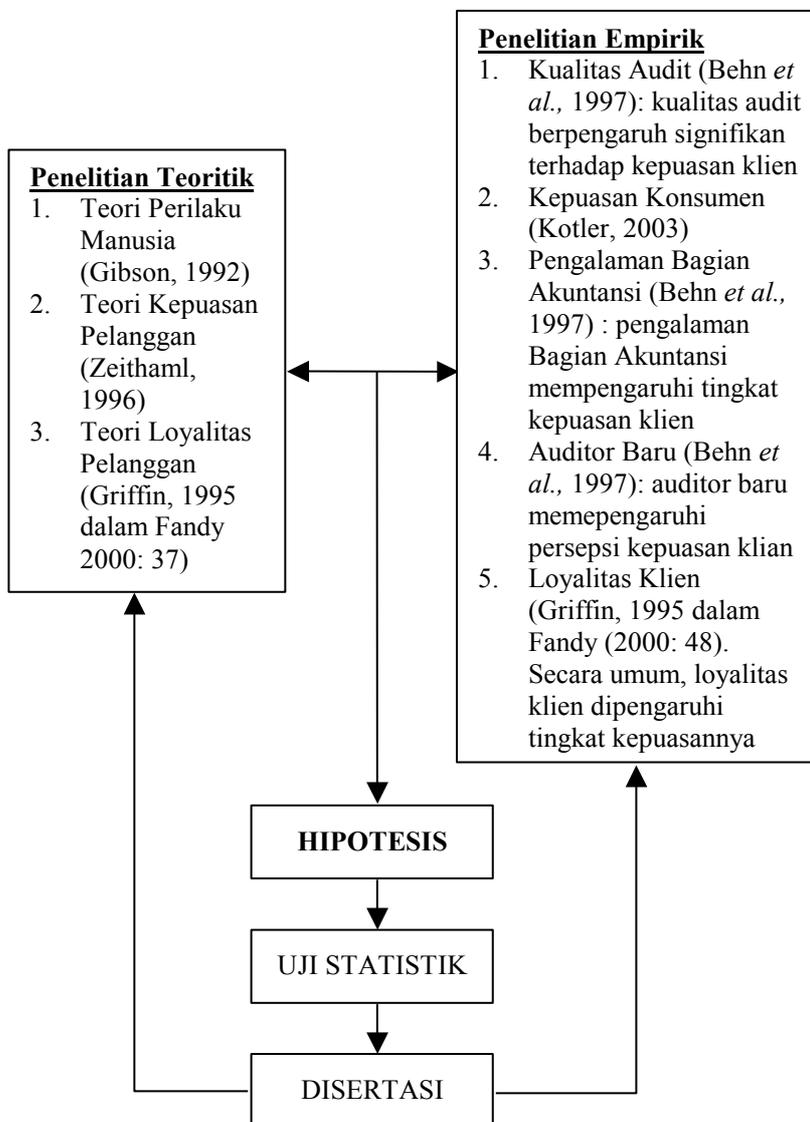 Penelitian Teoritik
1. Teori Perilaku
Manusia
(Gibson, 1992)
2. Teori Kepuasan
Pelanggan
(Zeithaml,
1996)
3. Teori Loyalitas
Pelanggan
(Griffin, 1995
dalam Fandy
2000: 37)
Penelitian Empirik
1. Kualitas Audit (Behn et
al., 1997): kualitas audit
berpengaruh signifikan
terhadap kepuasan klien
2. Kepuasan Konsumen
(Kotler, 2003)
3. Pengalaman Bagian
Akuntansi (Behn et al.,
1997) : pengalaman
Bagian Akuntansi
mempengaruhi tingkat
kepuasan klien
4. Auditor Baru (Behn et
al., 1997): auditor baru
memepengaruhi
persepsi kepuasan klian
5. Loyalitas Klien
(Griffin, 1995 dalam
Fandy (2000: 48).
Secara umum, loyalitas
klien dipengaruhi
tingkat kepuasannya
HIPOTESIS
UJI STATISTIK
DISERTASI